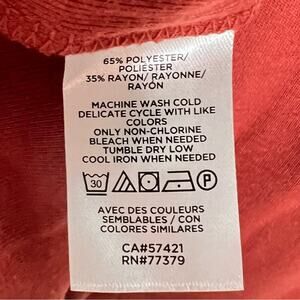 65% POLYESTER/
POLIESTER
35% RAYON/ RAYONNE/
RAYÓN
MACHINE WASH COLD
DELICATE CYCLE WITH LIKE
COLORS
ONLY NON-CHLORINE
BLEACH WHEN NEEDED
TUMBLE DRY LOW
COOL IRON WHEN NEEDED
30 P
AVEC DES COULEURS
SEMBLABLES / CON
COLORES SIMILARES
CA#57421
RN#77379